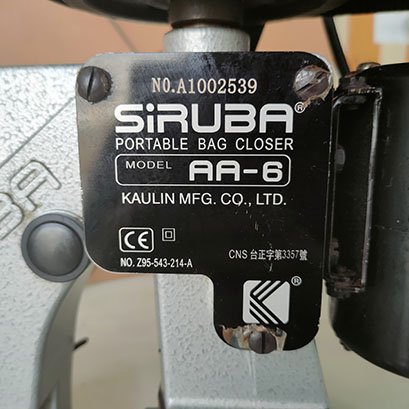 NO.A1002539
SiRUBA®
PORTABLE BAG CLOSER
MODEL AA-6
KAULIN MFG. CO., LTD.
CE
NO. Z95-543-214-A
CNS 台正字第3357號
K®
UBA